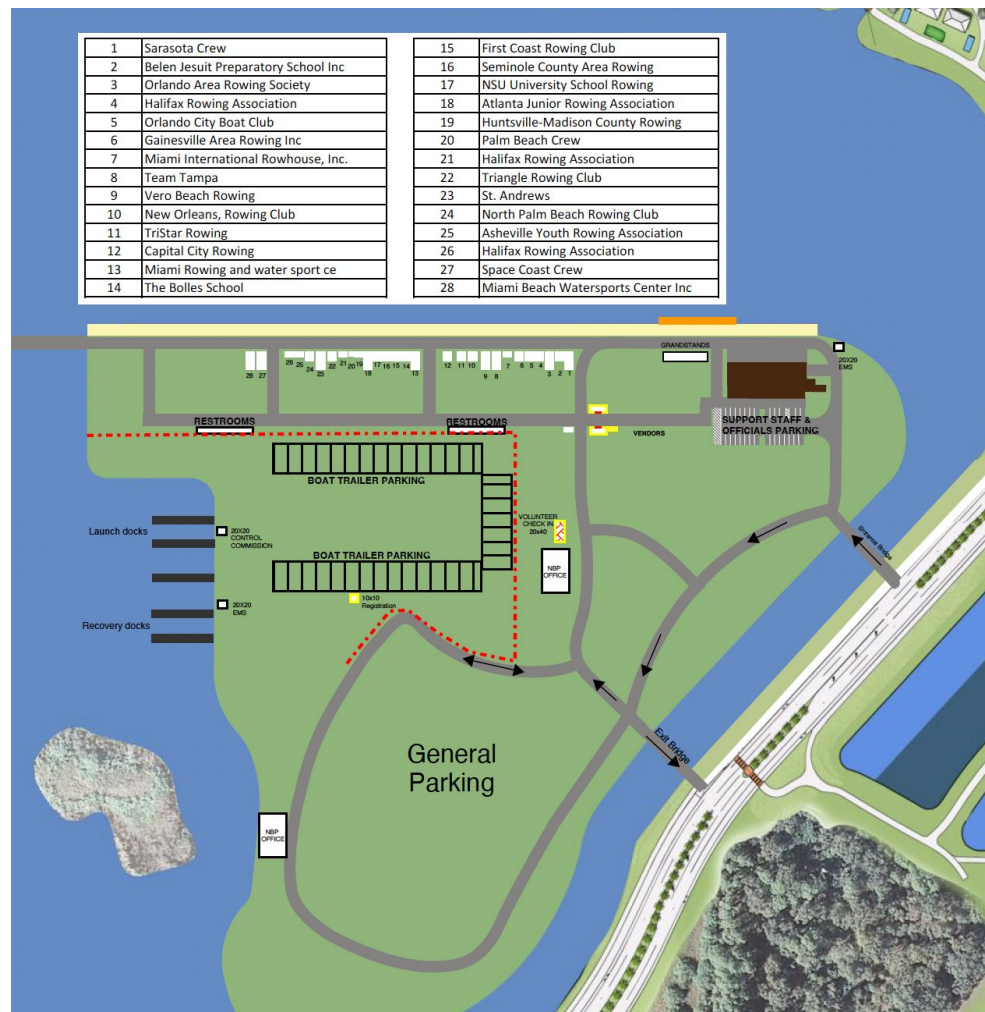 1 Sarasota Crew
2 Belen Jesuit Preparatory School Inc
3 Orlando Area Rowing Society
4 Halifax Rowing Association
5 Orlando City Boat Club
6 Gainesville Area Rowing Inc
7 Miami International Rowhouse, Inc.
8 Team Tampa
9 Vero Beach Rowing
10 New Orleans, Rowing Club
11 TriStar Rowing
12 Capital City Rowing
13 Miami Rowing and water sport ce
14 The Bolles School
15 First Coast Rowing Club
16 Seminole County Area Rowing
17 NSU University School Rowing
18 Atlanta Junior Rowing Association
19 Huntsville-Madison County Rowing
20 Palm Beach Crew
21 Halifax Rowing Association
22 Triangle Rowing Club
23 St. Andrews
24 North Palm Beach Rowing Club
25 Asheville Youth Rowing Association
26 Halifax Rowing Association
27 Space Coast Crew
28 Miami Beach Watersports Center Inc
GRANDSTANDS
20X20
EMS
28 27
26 25 24 23 22 21 20 19 18 17 16 15 14 13
12 11 10 9 8 7 6 5 4 3 2 1
RESTROOMS
RESTROOMS
VENDORS
SUPPORT STAFF &
OFFICIALS PARKING
BOAT TRAILER PARKING
Launch docks
20X20
CONTROL
COMMISSION
VOLUNTEER
CHECK IN
20x40
Entrance Bridge
BOAT TRAILER PARKING
NBP
OFFICE
10x10
Registration
20X20
EMS
Recovery docks
Exit Bridge
General
Parking
NBP
OFFICE